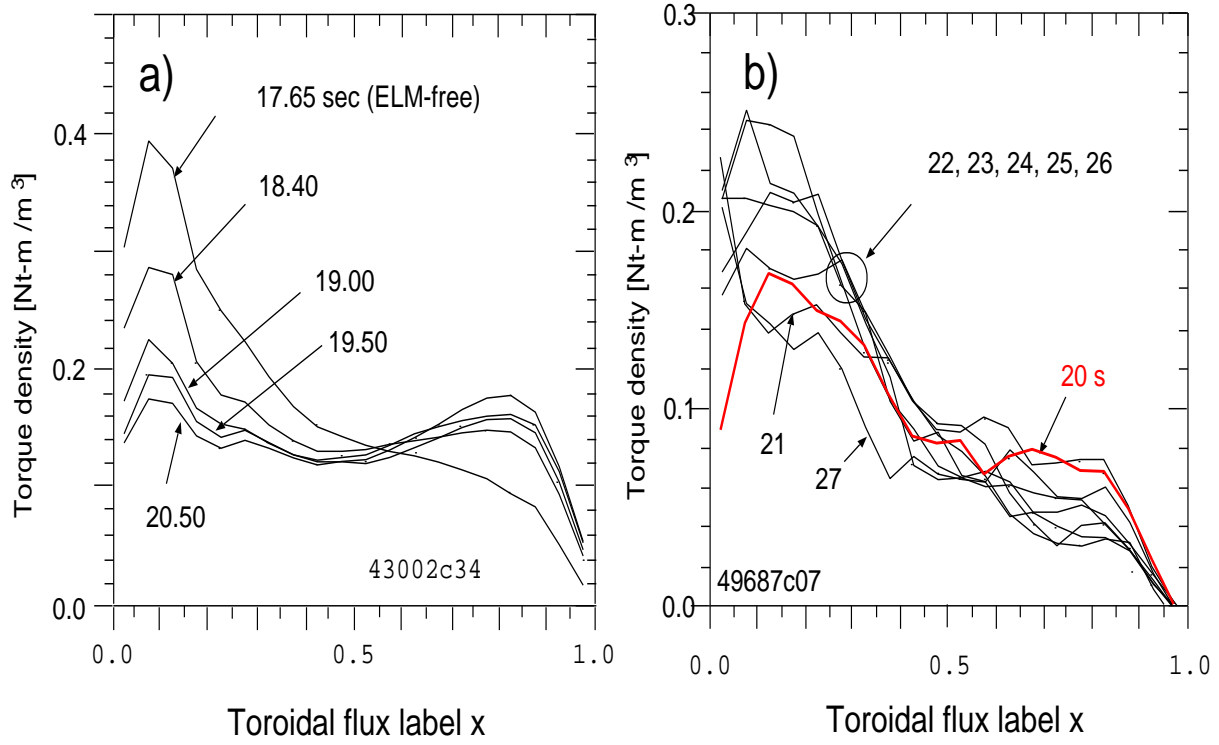 a)
17.65 sec (ELM-free)
18.40
19.00
19.50
20.50
43002c34
0.4
0.2
0.0
0.0 0.5 1.0
Torque density [Nt-m /m 3]
Toroidal flux label x
b)
22, 23, 24, 25, 26
20 s
21
27
49687c07
0.3
0.2
0.1
0.0
0.0 0.5 1.0
Torque density [Nt-m /m 3]
Toroidal flux label x